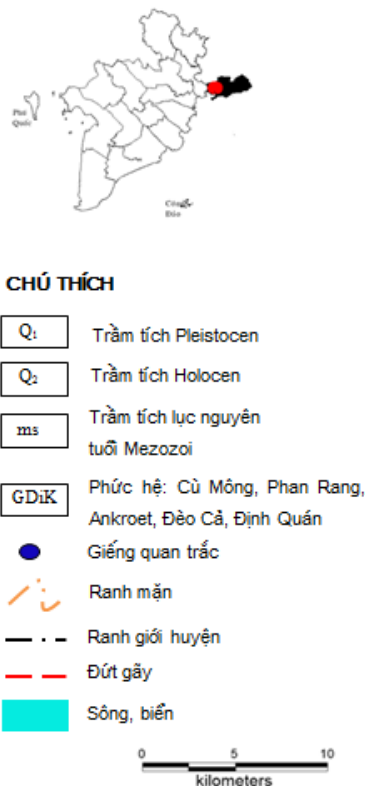 Phú
Quốc
Côn
Đảo
CHÚ THÍCH
Q₁ Trầm tích Pleistocen
Q₂ Trầm tích Holocen
ms Trầm tích lục nguyên
tuổi Mezozoi
GDiK Phức hệ: Cù Mông, Phan Rang,
Ankroet, Đèo Cả, Định Quán
Giếng quan trắc
Ranh mặn
Ranh giới huyện
Đứt gãy
Sông, biển
0 5 10
kilometers